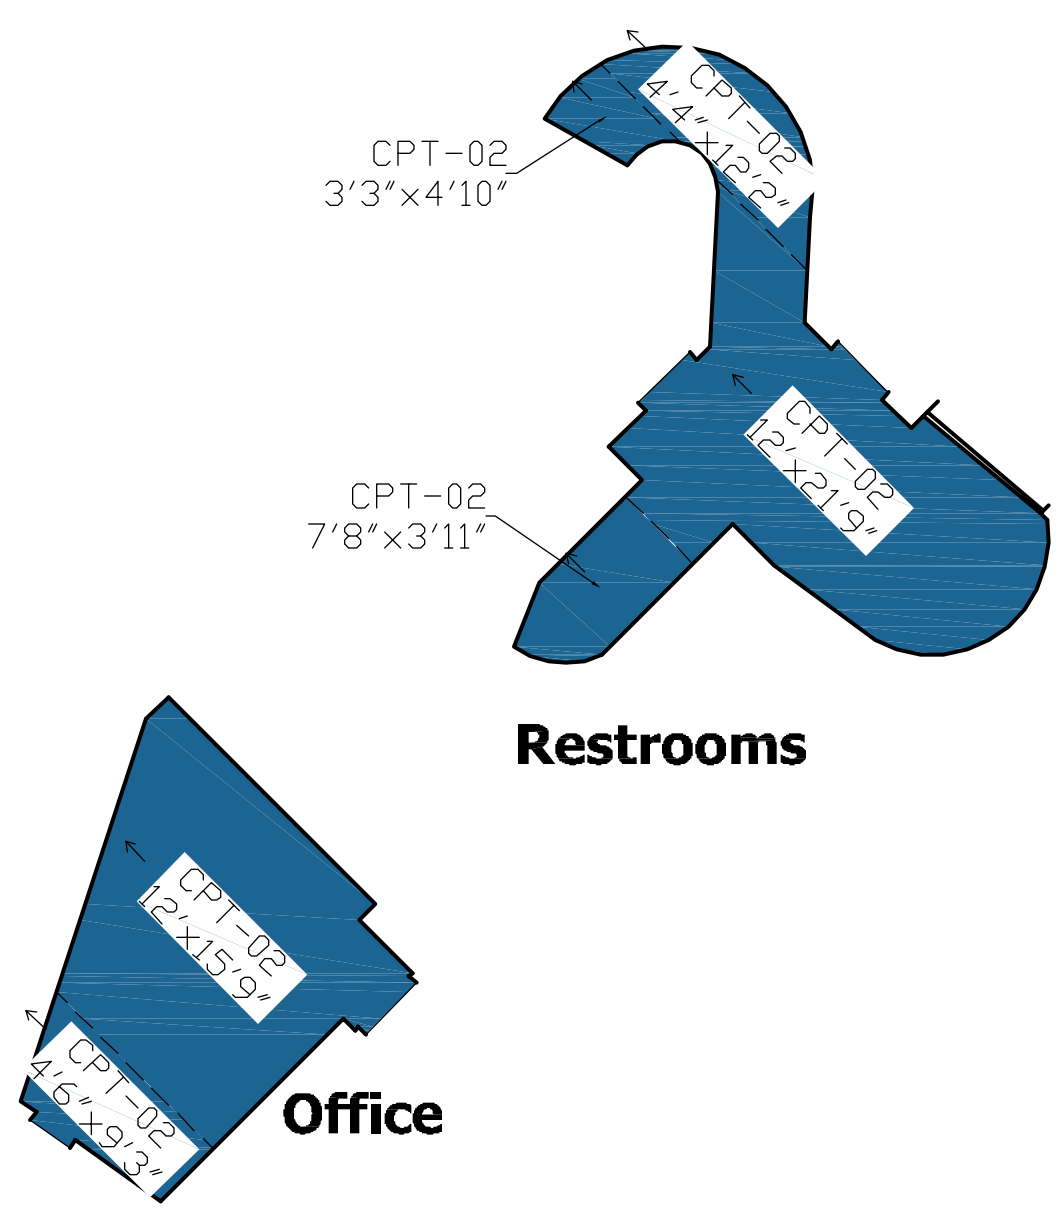 CPT-02
4'4"x12'2"
CPT-02
3'3"x4'10"
CPT-02
12'x21'9"
CPT-02
7'8"x3'11"
Restrooms
CPT-02
12'x15'9"
CPT-02
4'6"x9'3"
Office